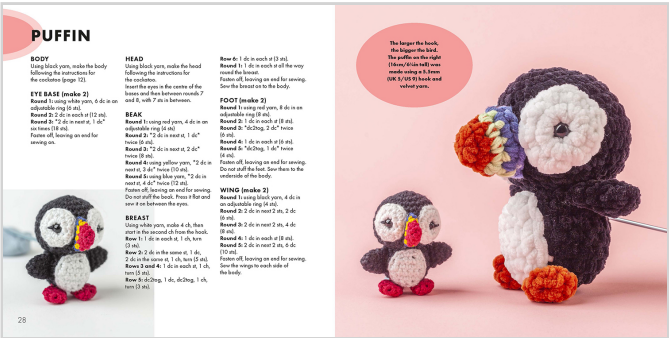 PUFFIN
BODY
Using black yarn, make the body
following the instructions for
the cockatoo (page 12).
EYE BASE (make 2)
Round 1: using white yarn, 6 dc in an
adjustable ring (6 sts).
Round 2: 2 dc in each st (12 sts).
Round 3: *2 dc in next st, 1 dc*
six times (18 sts).
Fasten off, leaving an end for
sewing on.
HEAD
Using black yarn, make the head
following the instructions for
the cockatoo.
Insert the eyes in the centre of the
bases and then between rounds 7
and 8, with 7 sts in between.
BEAK
Round 1: using red yarn, 4 dc in an
adjustable ring (4 sts)
Round 2: *2 dc in next st, 1 dc*
twice (6 sts).
Round 3: *2 dc in next st, 2 dc*
twice (8 sts).
Round 4: using yellow yarn, *2 dc in
next st, 3 dc* twice (10 sts).
Round 5: using blue yarn, *2 dc in
next st, 4 dc* twice (12 sts).
Fasten off, leaving an end for sewing.
Do not stuff the beak. Press it flat and
sew it on between the eyes.
BREAST
Using white yarn, make 4 ch, then
start in the second ch from the hook.
Row 1: 1 dc in each st, 1 ch, turn
(3 sts).
Row 2: 2 dc in the same st, 1 dc,
2 dc in the same st, 1 ch, turn (5 sts).
Rows 3 and 4: 1 dc in each st, 1 ch,
turn (5 sts).
Row 5: dc2tog, 1 dc, dc2tog, 1 ch,
turn (3 sts).
Row 6: 1 dc in each st (3 sts).
Round 1: 1 dc in each st all the way
round the breast.
Fasten off, leaving an end for sewing.
Sew the breast on to the body.
FOOT (make 2)
Round 1: using red yarn, 8 dc in an
adjustable ring (8 sts).
Round 2: 1 dc in each st (8 sts).
Round 3: *dc2tog, 2 dc* twice
(6 sts).
Round 4: 1 dc in each st (6 sts).
Round 5: *dc2tog, 1 dc* twice
(4 sts).
Fasten off, leaving an end for sewing.
Do not stuff the foot. Sew them to the
underside of the body.
WING (make 2)
Round 1: using black yarn, 4 dc in
an adjustable ring (4 sts).
Round 2: 2 dc in next 2 sts, 2 dc
(6 sts).
Round 3: 2 dc in next 2 sts, 4 dc
(8 sts).
Round 4: 1 dc in each st (8 sts).
Round 5: 2 dc in next 2 sts, 6 dc
(10 sts).
Fasten off, leaving an end for sewing.
Sew the wings to each side of
the body.
28
The larger the hook,
the bigger the bird.
The puffin on the right
(16cm/6¼in tall) was
made using a 5.5mm
(UK 5/US 9) hook and
velvet yarn.